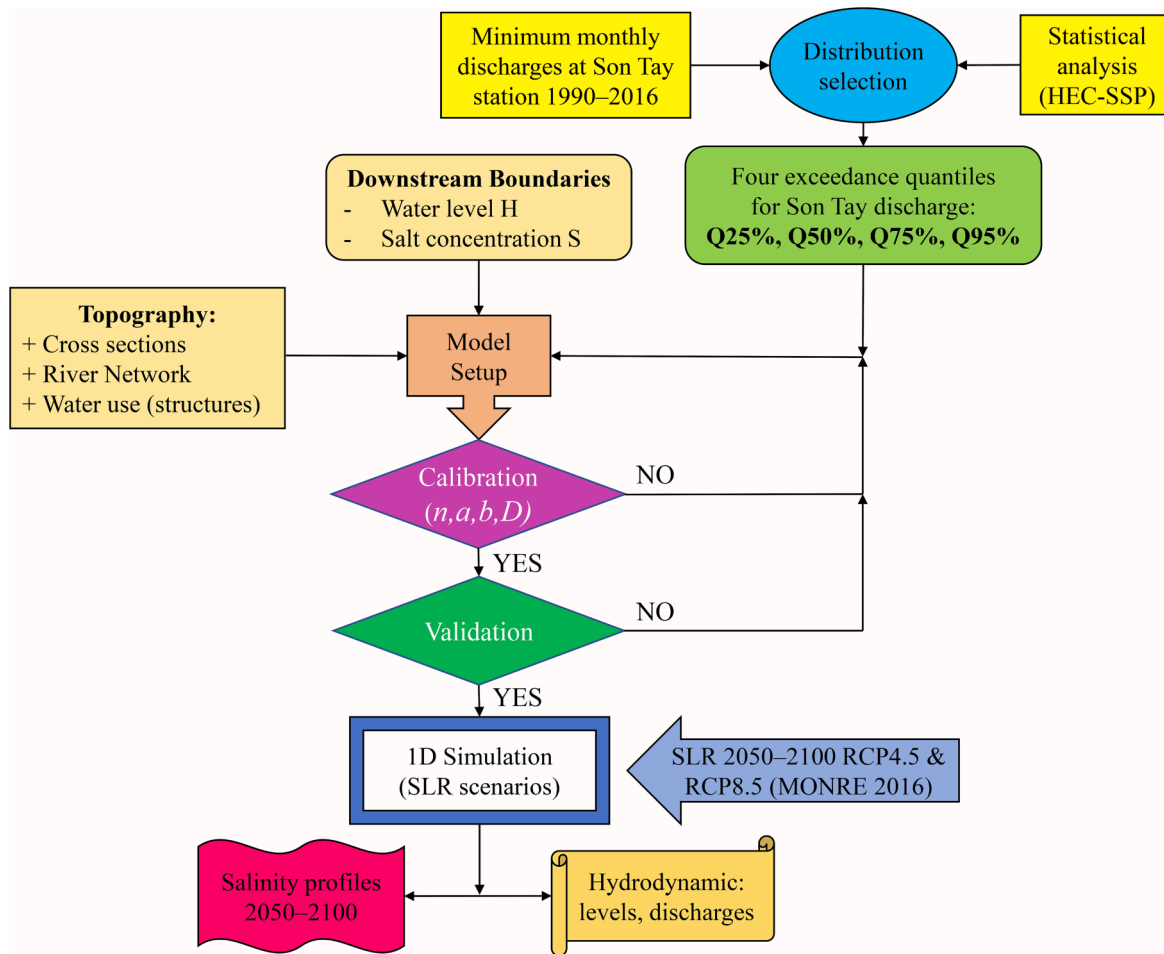 Minimum monthly
discharges at Son Tay
station 1990–2016
Distribution
selection
Statistical
analysis
(HEC-SSP)
Downstream Boundaries
- Water level H
- Salt concentration S
Four exceedance quantiles
for Son Tay discharge:
Q25%, Q50%, Q75%, Q95%
Topography:
+ Cross sections
+ River Network
+ Water use (structures)
Model
Setup
Calibration
(n,a,b,D)
NO
YES
Validation
NO
YES
1D Simulation
(SLR scenarios)
SLR 2050–2100 RCP4.5 &
RCP8.5 (MONRE 2016)
Salinity profiles
2050–2100
Hydrodynamic:
levels, discharges